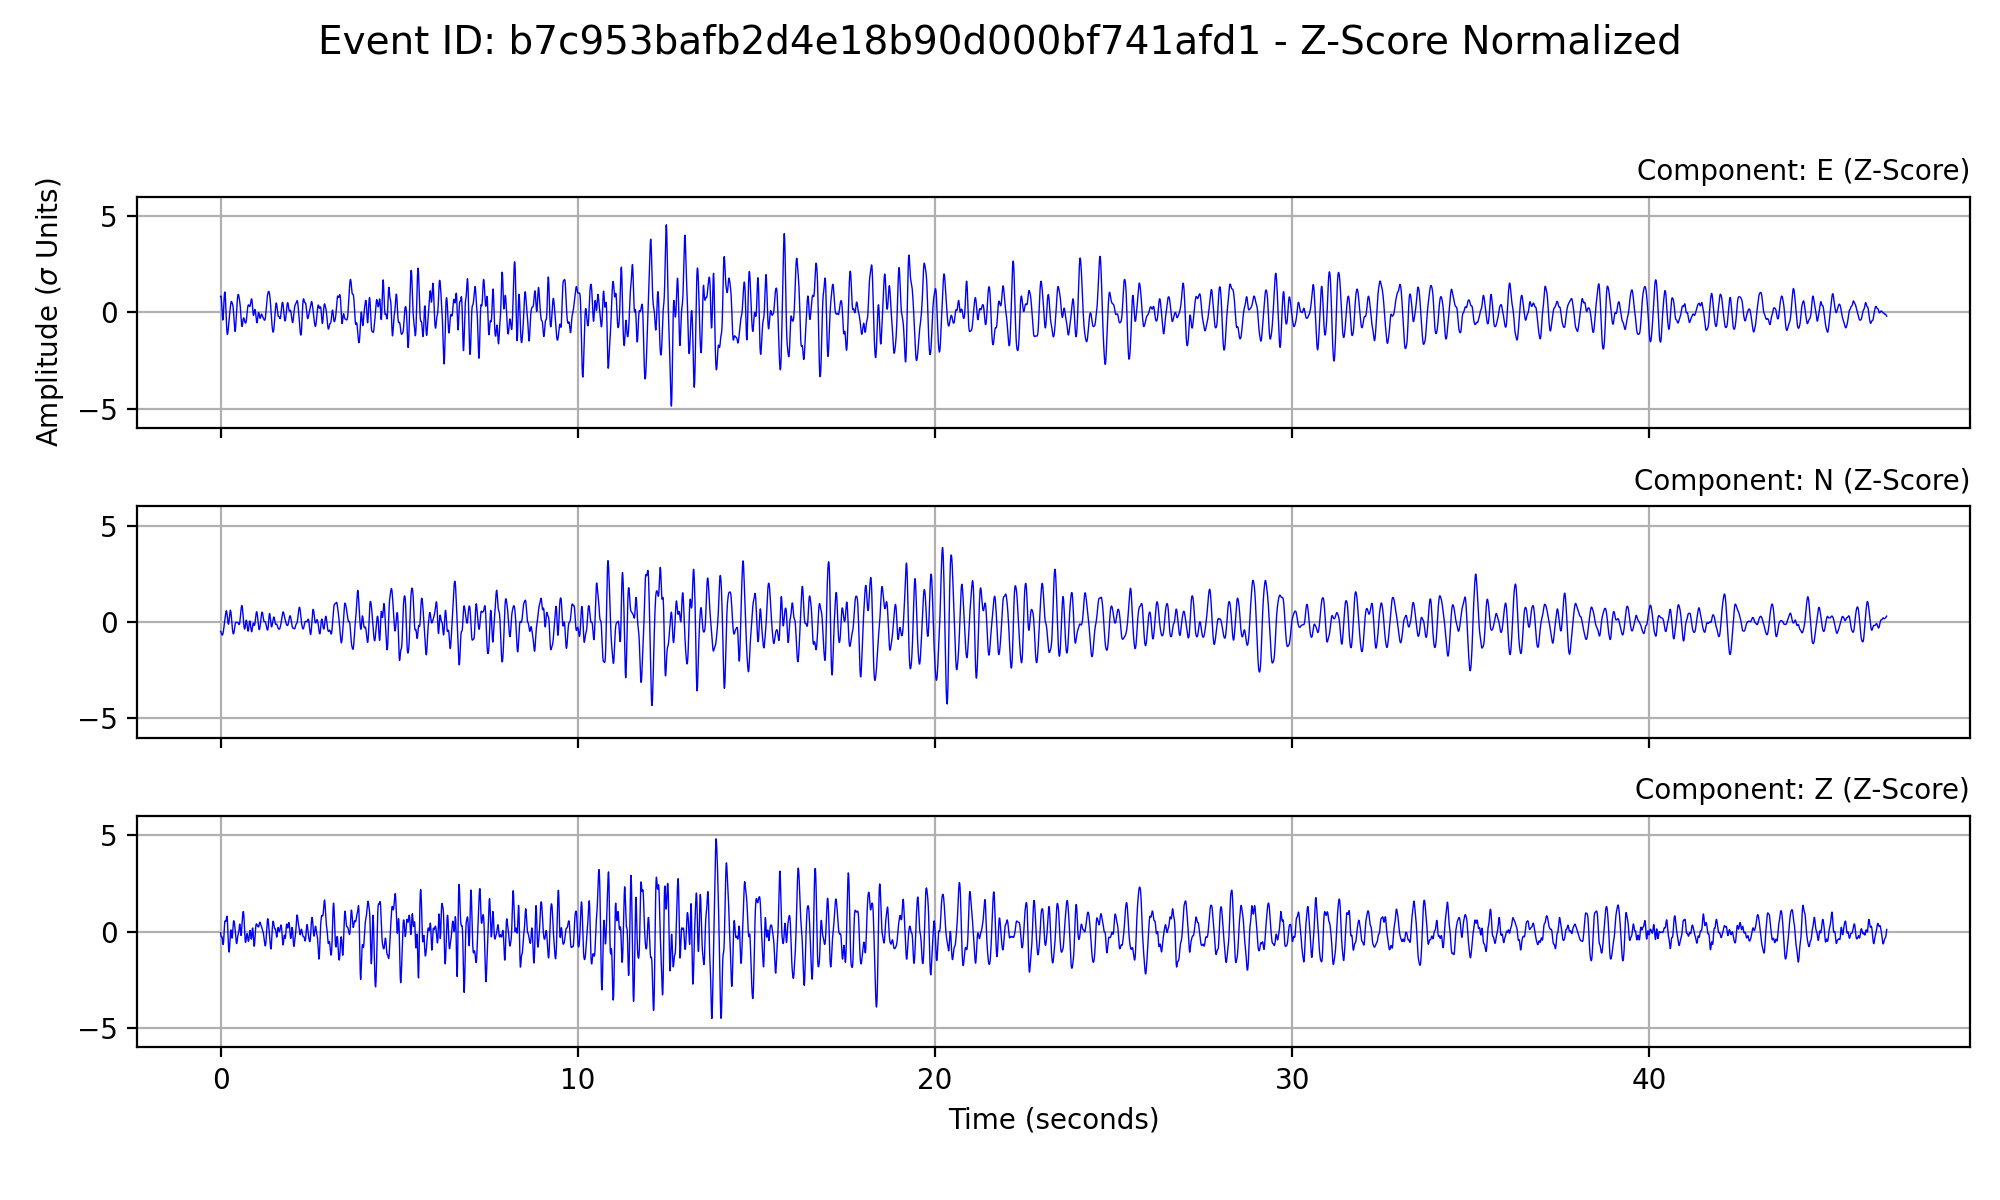 Event ID: b7c953bafb2d4e18b90d000bf741afd1 - Z-Score Normalized
Component: E (Z-Score)
Amplitude (σ Units)
5
0
−5
Component: N (Z-Score)
5
0
−5
Component: Z (Z-Score)
5
0
−5
0 10 20 30 40
Time (seconds)